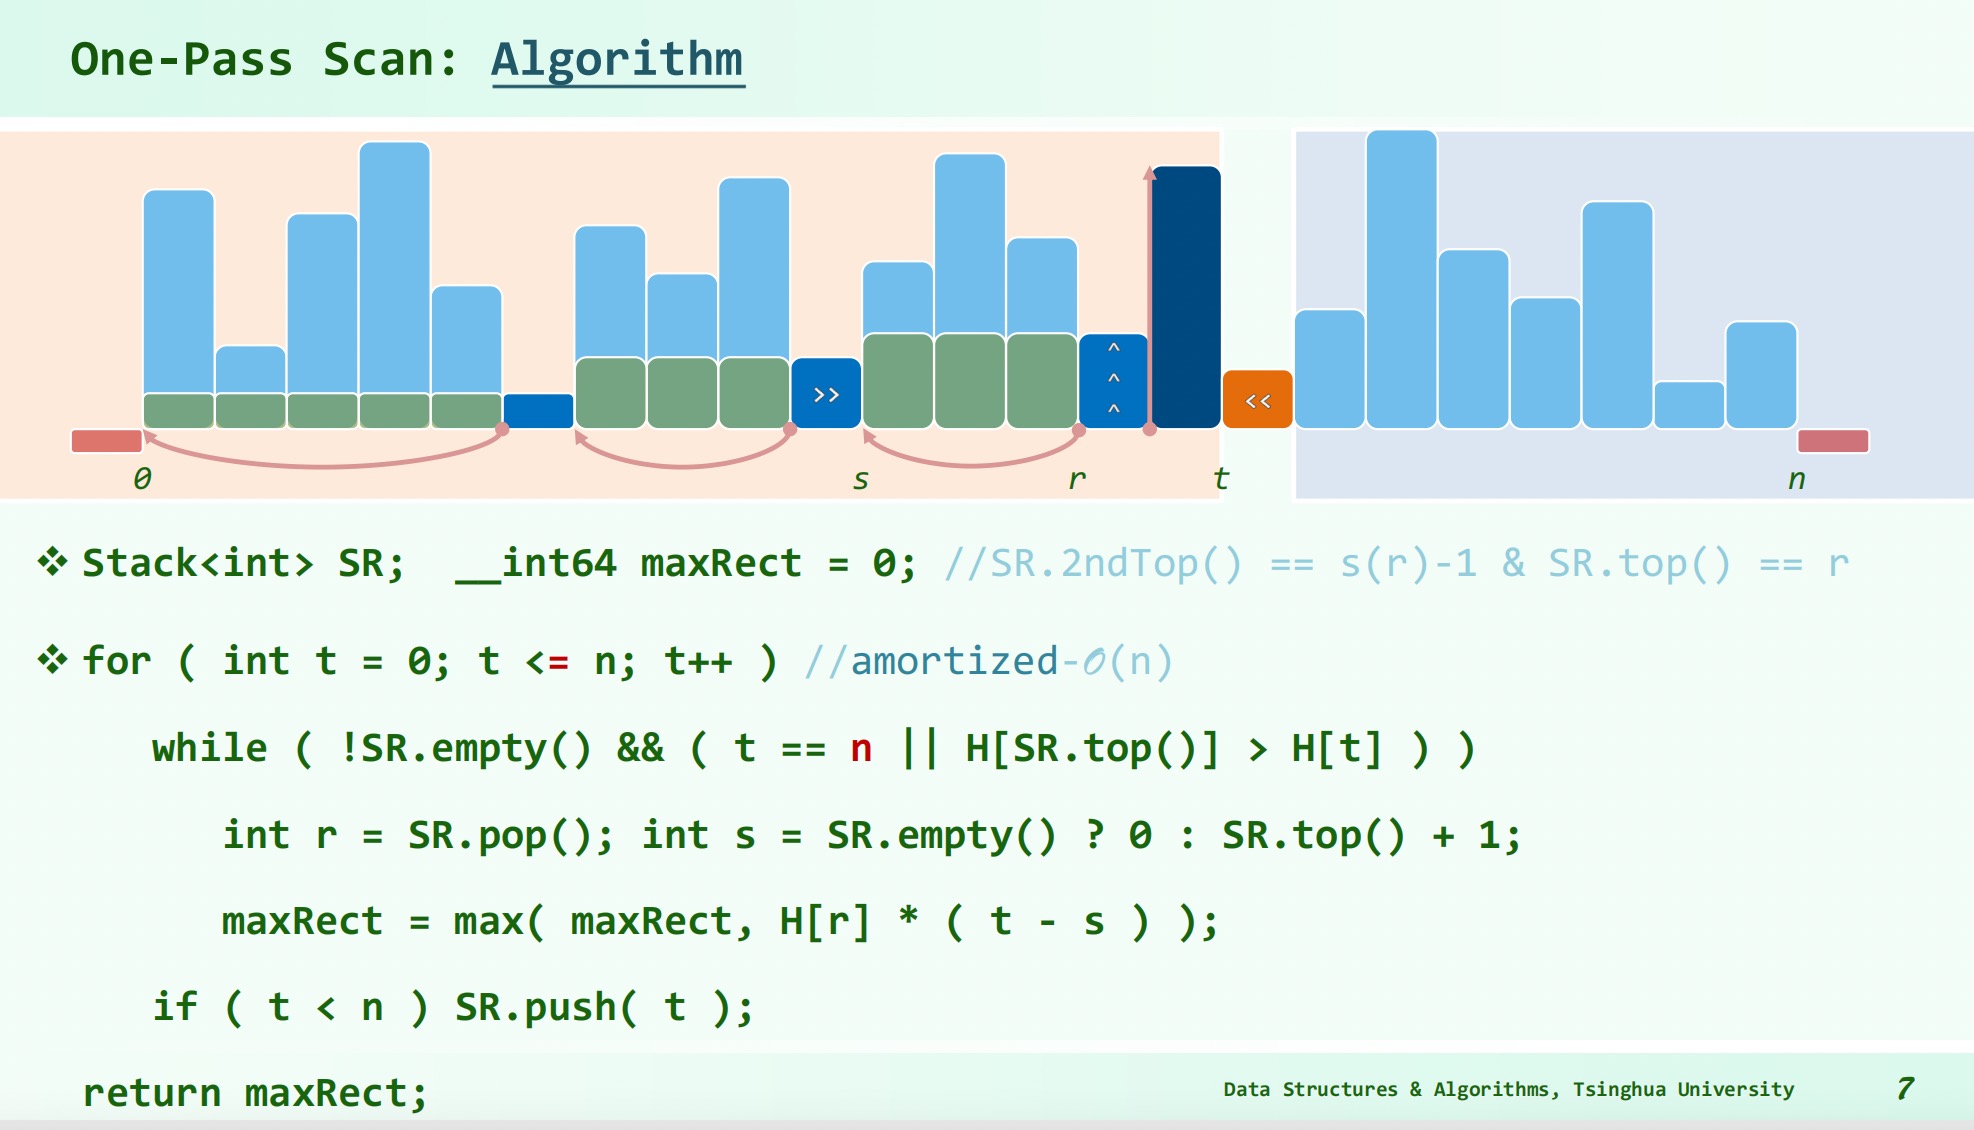 One-Pass Scan: Algorithm
>>
^
^
^
<<
0 s r t n
❖ Stack<int> SR; __int64 maxRect = 0; //SR.2ndTop() == s(r)-1 & SR.top() == r
❖ for ( int t = 0; t <= n; t++ ) //amortized-O(n)
while ( !SR.empty() && ( t == n || H[SR.top()] > H[t] ) )
int r = SR.pop(); int s = SR.empty() ? 0 : SR.top() + 1;
maxRect = max( maxRect, H[r] * ( t - s ) );
if ( t < n ) SR.push( t );
return maxRect;
Data Structures & Algorithms, Tsinghua University 7